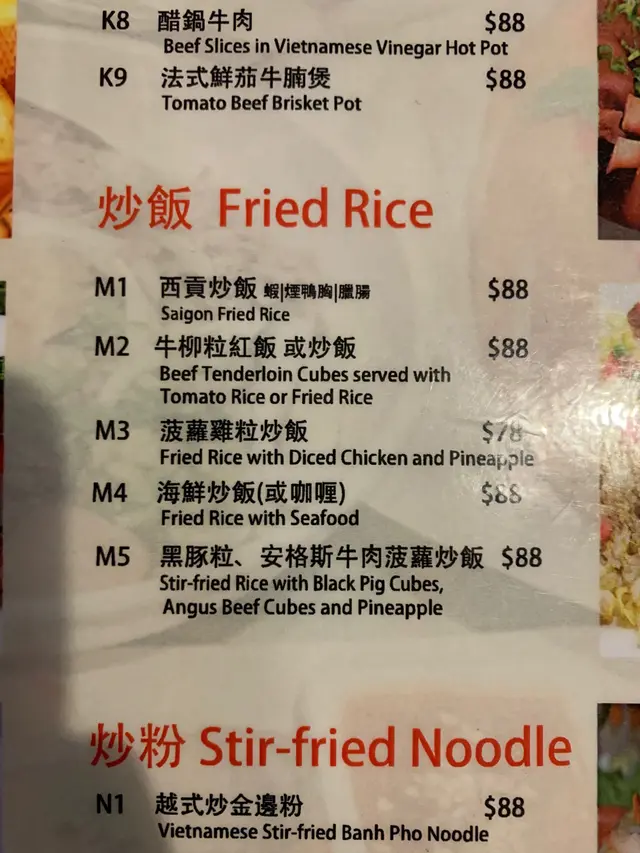 K8 醋鍋牛肉 $88
Beef Slices in Vietnamese Vinegar Hot Pot
K9 法式鮮茄牛腩煲 $88
Tomato Beef Brisket Pot
炒飯 Fried Rice
M1 西貢炒飯 蝦|煙鴨胸|臘腸 $88
Saigon Fried Rice
M2 牛柳粒紅飯 或炒飯 $88
Beef Tenderloin Cubes served with
Tomato Rice or Fried Rice
M3 菠蘿雞粒炒飯 $78
Fried Rice with Diced Chicken and Pineapple
M4 海鮮炒飯(或咖喱) $88
Fried Rice with Seafood
M5 黑豚粒、安格斯牛肉菠蘿炒飯 $88
Stir-fried Rice with Black Pig Cubes,
Angus Beef Cubes and Pineapple
炒粉 Stir-fried Noodle
N1 越式炒金邊粉 $88
Vietnamese Stir-fried Banh Pho Noodle